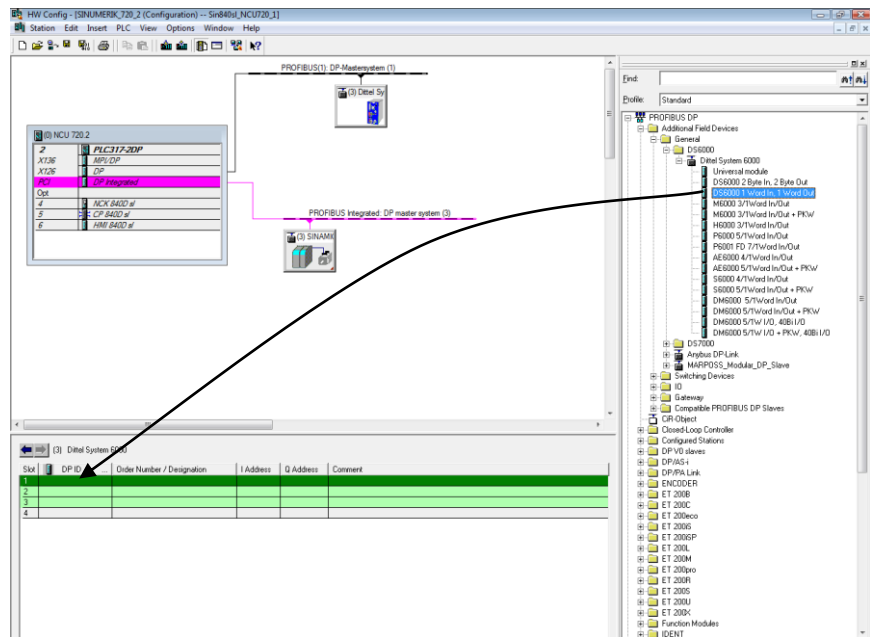 HW Config - [SINUMERIK_720_2 (Configuration) -- Sin840sl_NCU720_1]
Station Edit Insert PLC View Options Window Help
PROFIBUS(1): DP-Mastersystem (1)
(3) Dittel Sy
(0) NCU 720.2
2 PLC317-2DP
X136 MPI/DP
X126 DP
PCI DP Integrated
Opt
4 NCK 840D sl
5 CP 840D sl
6 HMI 840D sl
PROFIBUS Integrated: DP master system (3)
(3) SINAMI
(3) Dittel System 6000
Slot DP ID ... Order Number / Designation I Address Q Address Comment
1
2
3
4
Find:
Profile: Standard
PROFIBUS DP
Additional Field Devices
General
DS6000
Dittel System 6000
Universal module
DS6000 2 Byte In, 2 Byte Out
DS6000 1 Word In, 1 Word Out
M6000 3/1Word In/Out
M6000 3/1Word In/Out + PKW
H6000 3/1Word In/Out
P6000 5/1Word In/Out
P6001 FD 7/1Word In/Out
AE6000 4/1Word In/Out
AE6000 5/1Word In/Out + PKW
S6000 4/1Word In/Out
S6000 5/1Word In/Out + PKW
DM6000 5/1Word In/Out
DM6000 5/1Word In/Out + PKW
DM6000 5/1W I/O, 40Bi I/O
DM6000 5/1W I/O + PKW, 40Bi I/O
DS7000
Anybus DP-Link
MARPOSS_Modular_DP_Slave
Switching Devices
IO
Gateway
Compatible PROFIBUS DP Slaves
CiR-Object
Closed-Loop Controller
Configured Stations
DP V0 slaves
DP/AS-i
DP/PA Link
ENCODER
ET 200B
ET 200C
ET 200eco
ET 200iS
ET 200iSP
ET 200L
ET 200M
ET 200pro
ET 200R
ET 200S
ET 200U
ET 200X
Function Modules
IDENT